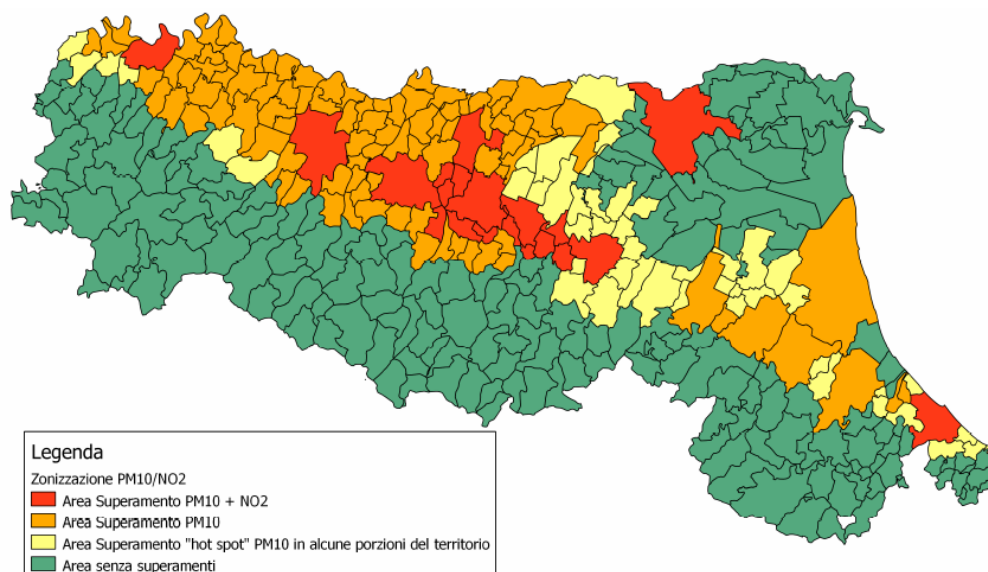 Legenda
Zonizzazione PM10/NO2
Area Superamento PM10 + NO2
Area Superamento PM10
Area Superamento "hot spot" PM10 in alcune porzioni del territorio
Area senza superamenti